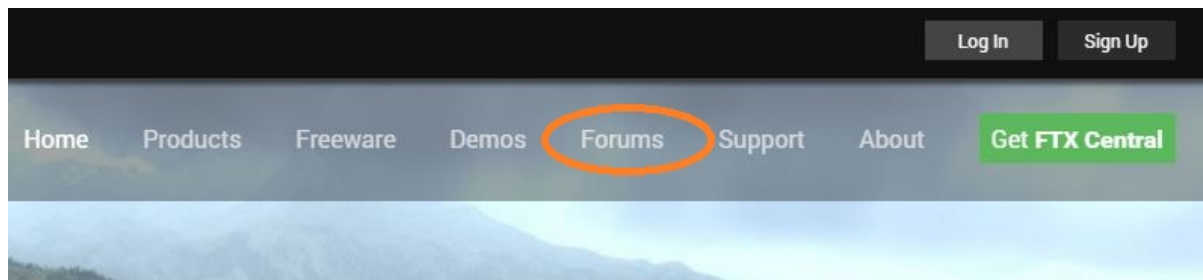 Log In Sign Up
Home Products Freeware Demos Forums Support About Get FTX Central